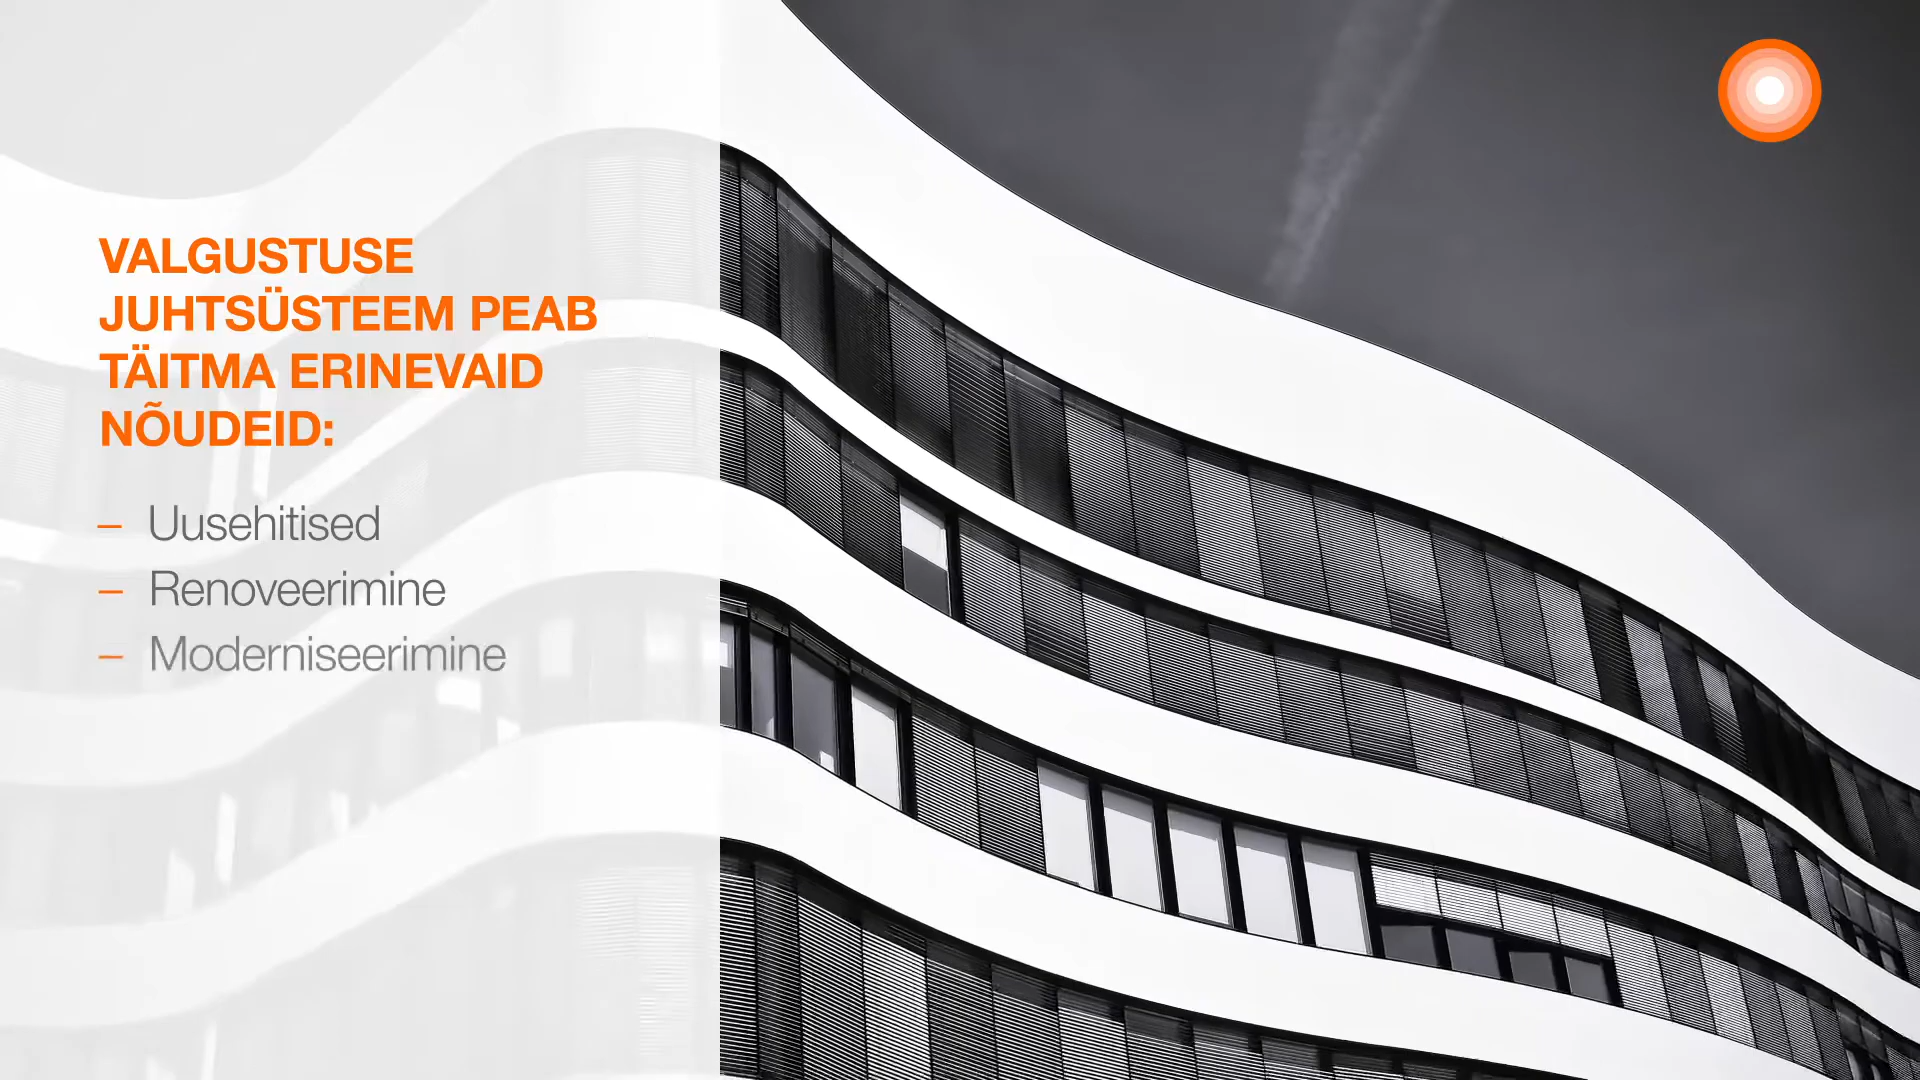 VALGUSTUSE
JUHTSÜSTEEM PEAB
TÄITMA ERINEVAID
NÕUDEID:
– Uusehitised
– Renoveerimine
– Moderniseerimine